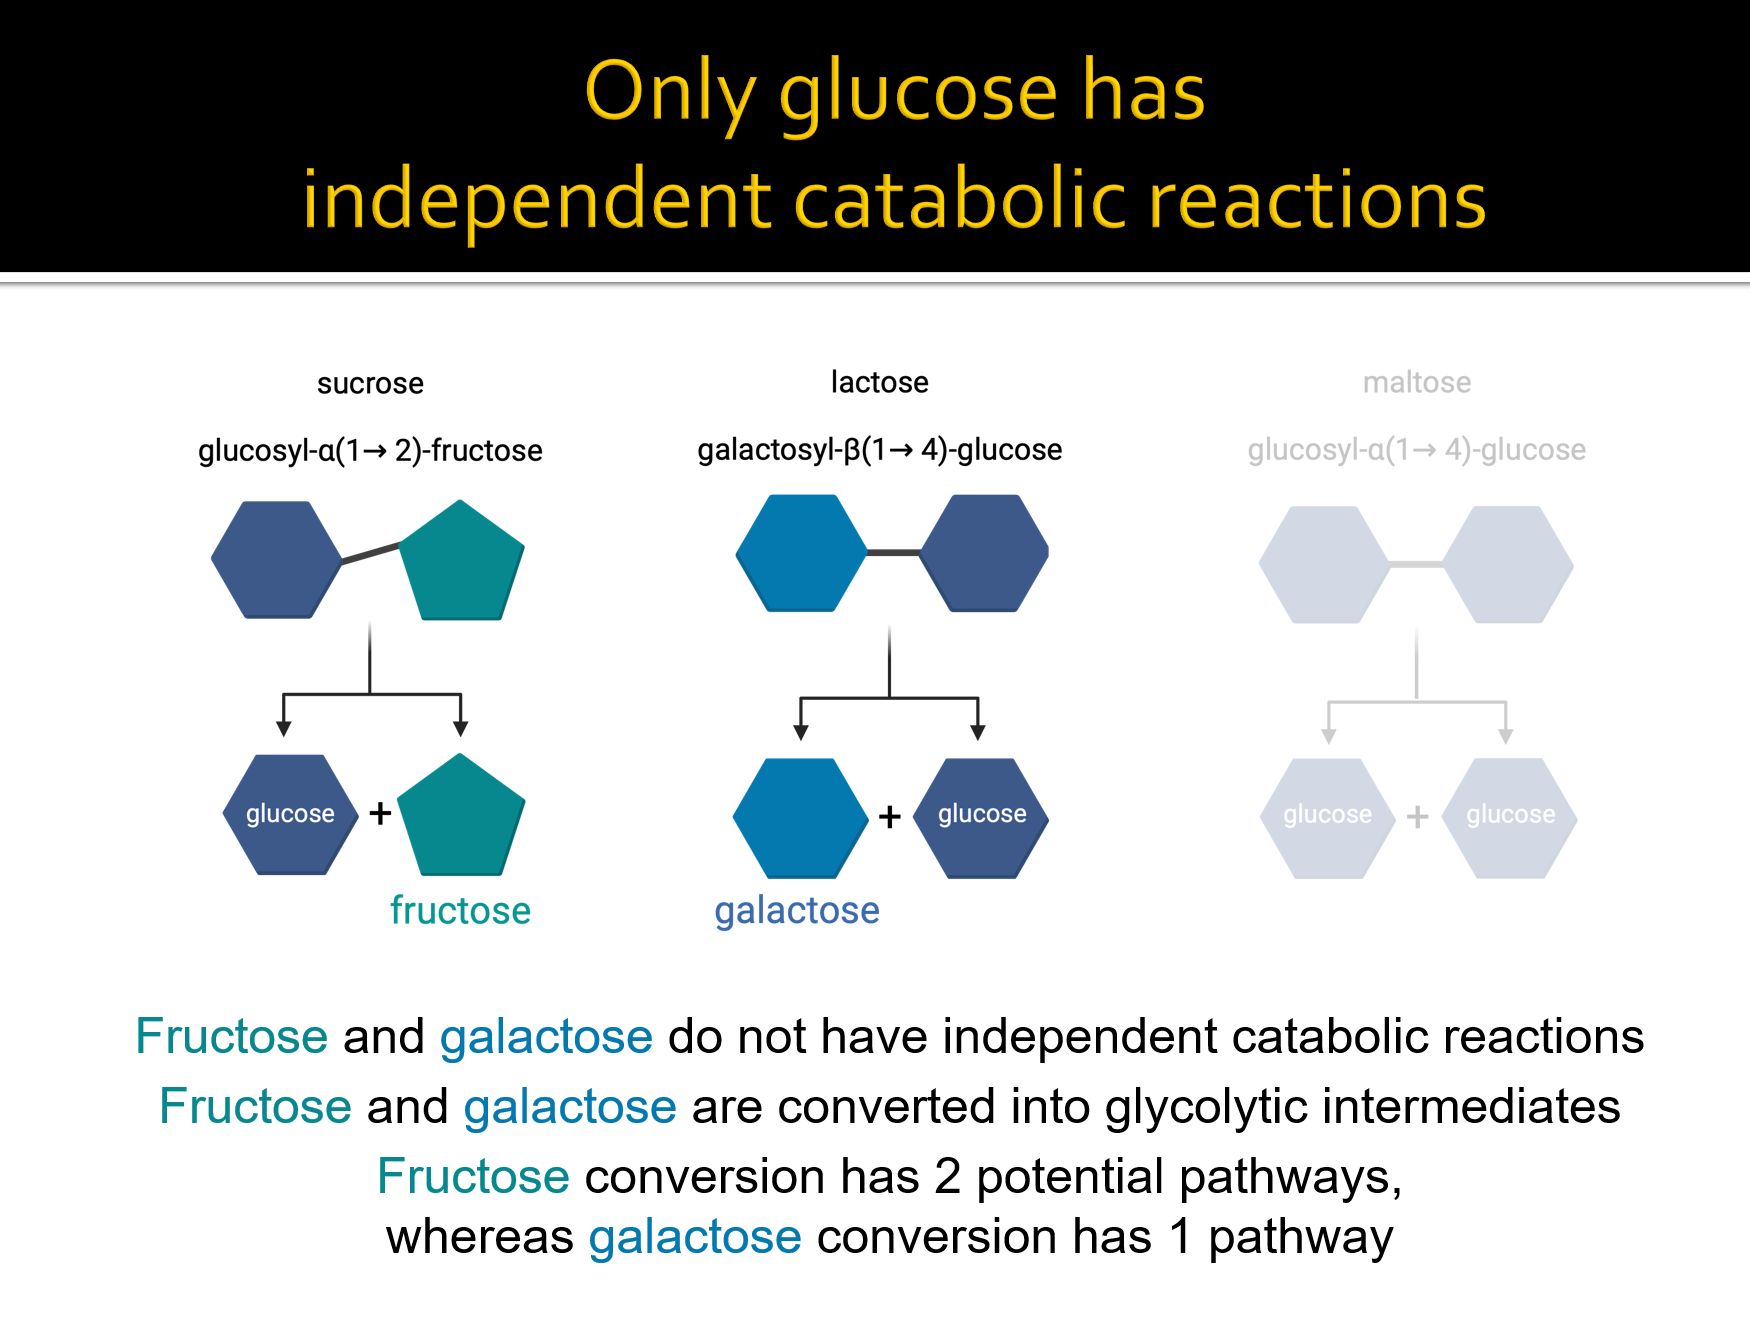 Only glucose has
independent catabolic reactions
sucrose
glucosyl-α(1→ 2)-fructose
glucose
+
fructose
lactose
galactosyl-β(1→ 4)-glucose
+
glucose
galactose
maltose
glucosyl-α(1→ 4)-glucose
glucose
+
glucose
Fructose and galactose do not have independent catabolic reactions
Fructose and galactose are converted into glycolytic intermediates
Fructose conversion has 2 potential pathways,
whereas galactose conversion has 1 pathway